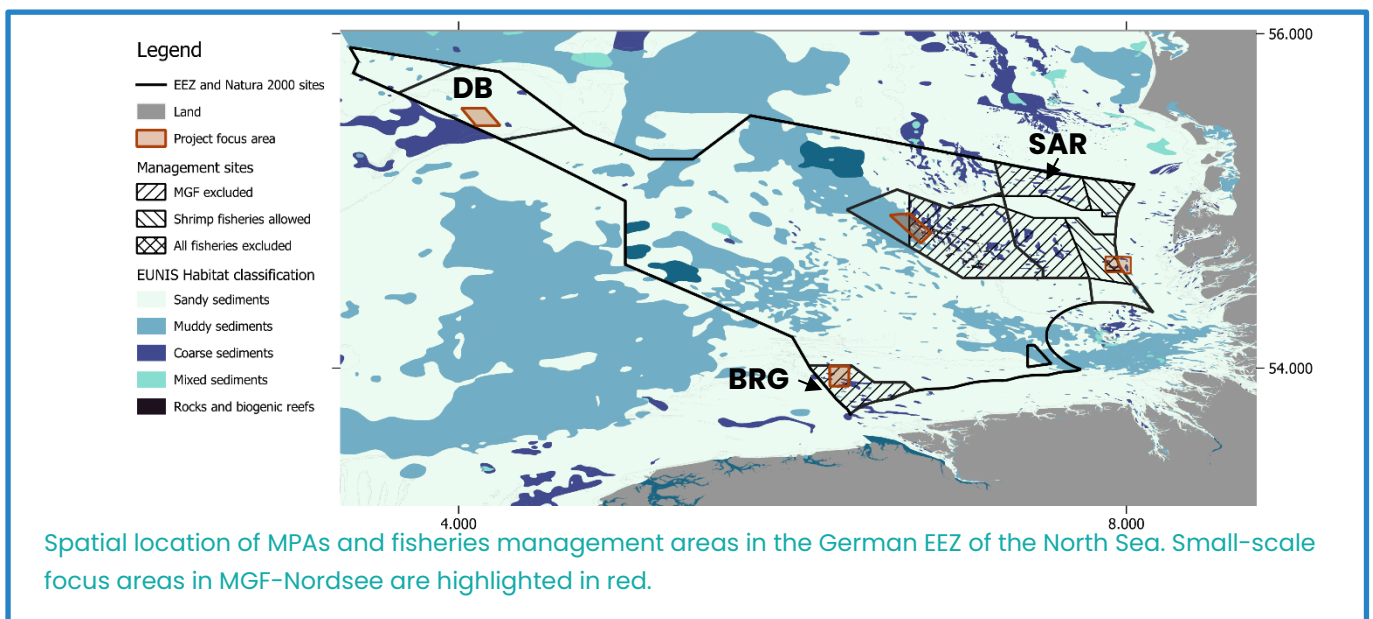 Legend
EEZ and Natura 2000 sites
Land
Project focus area
Management sites
MGF excluded
Shrimp fisheries allowed
All fisheries excluded
EUNIS Habitat classification
Sandy sediments
Muddy sediments
Coarse sediments
Mixed sediments
Rocks and biogenic reefs
DB
SAR
BRG
56.000
54.000
4.000
8.000
Spatial location of MPAs and fisheries management areas in the German EEZ of the North Sea. Small-scale
focus areas in MGF-Nordsee are highlighted in red.